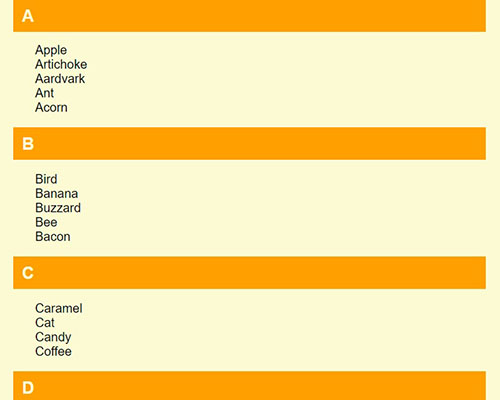 A
Apple
Artichoke
Aardvark
Ant
Acorn
B
Bird
Banana
Buzzard
Bee
Bacon
C
Caramel
Cat
Candy
Coffee
D